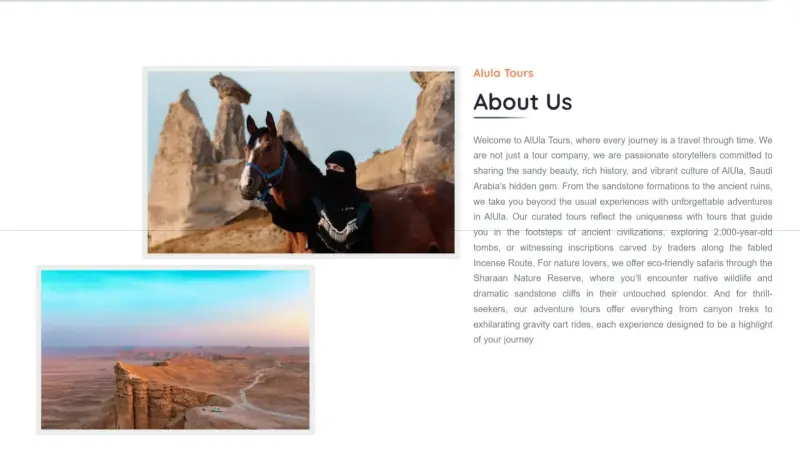 Alula Tours
About Us
Welcome to AlUla Tours, where every journey is a travel through time. We
are not just a tour company, we are passionate storytellers committed to
sharing the sandy beauty, rich history, and vibrant culture of AlUla, Saudi
Arabia's hidden gem. From the sandstone formations to the ancient ruins,
we take you beyond the usual experiences with unforgettable adventures
in AlUla. Our curated tours reflect the uniqueness with tours that guide
you in the footsteps of ancient civilizations, exploring 2,000-year-old
tombs, or witnessing inscriptions carved by traders along the fabled
Incense Route. For nature lovers, we offer eco-friendly safaris through the
Sharaan Nature Reserve, where you'll encounter native wildlife and
dramatic sandstone cliffs in their untouched splendor. And for thrill-
seekers, our adventure tours offer everything from canyon treks to
exhilarating gravity cart rides, each experience designed to be a highlight
of your journey